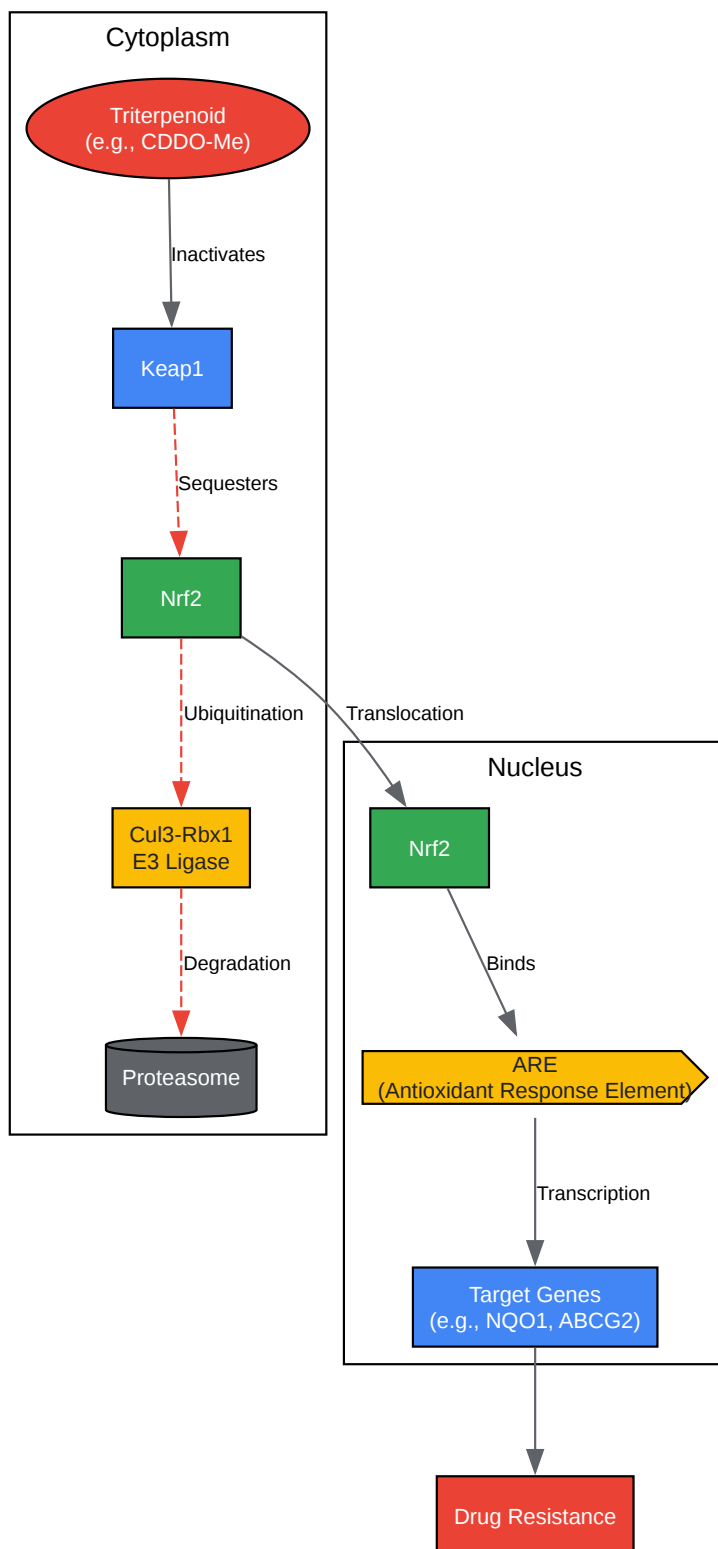 Cytoplasm
Triterpenoid
(e.g., CDDO-Me)
Inactivates
Keap1
Sequesters
Nrf2
Ubiquitination
Translocation
Nucleus
Cul3-Rbx1
E3 Ligase
Nrf2
Degradation
Binds
Proteasome
ARE
(Antioxidant Response Element)
Transcription
Target Genes
(e.g., NQO1, ABCG2)
Drug Resistance